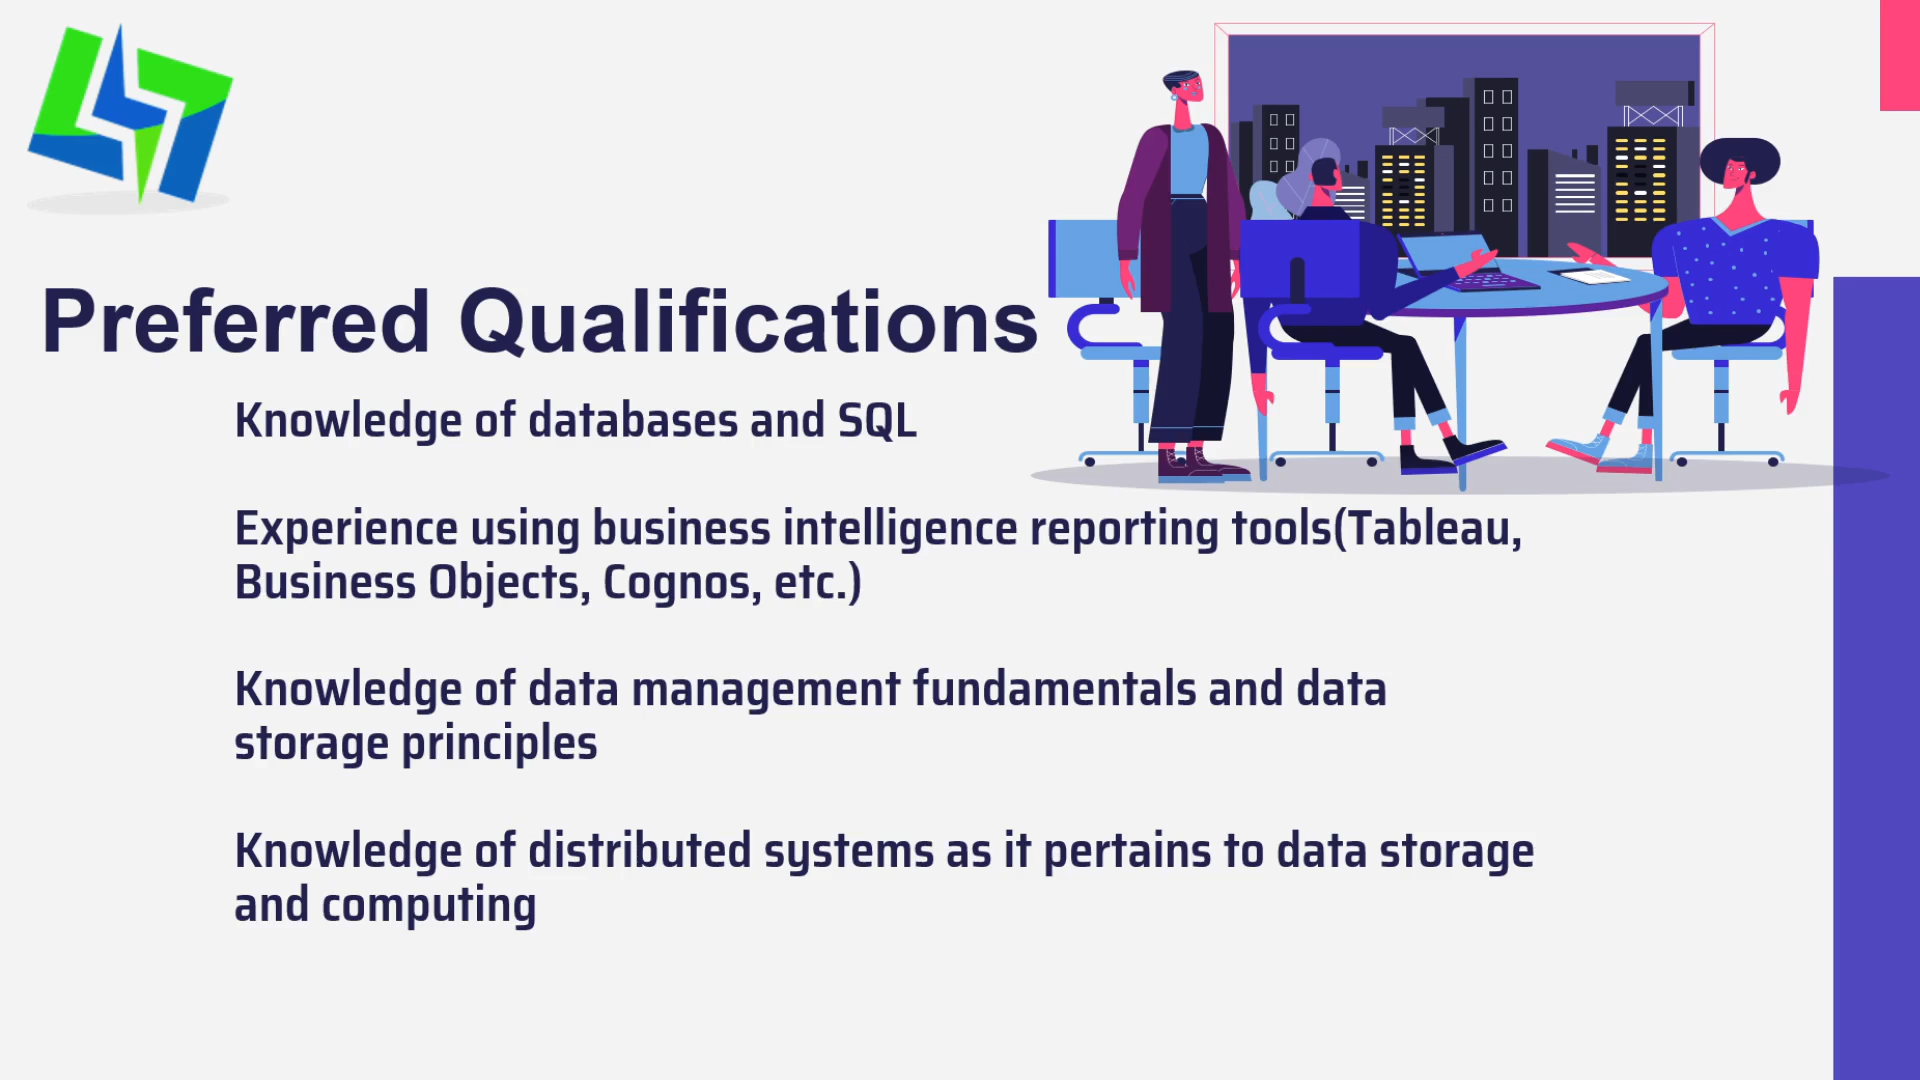 Preferred Qualifications
Knowledge of databases and SQL
Experience using business intelligence reporting tools(Tableau,
Business Objects, Cognos, etc.)
Knowledge of data management fundamentals and data
storage principles
Knowledge of distributed systems as it pertains to data storage
and computing